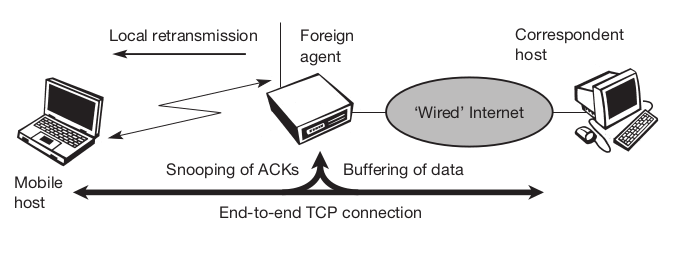 Local retransmission
Foreign
agent
Correspondent
host
‘Wired’ Internet
Mobile
host
Snooping of ACKs
Buffering of data
End-to-end TCP connection